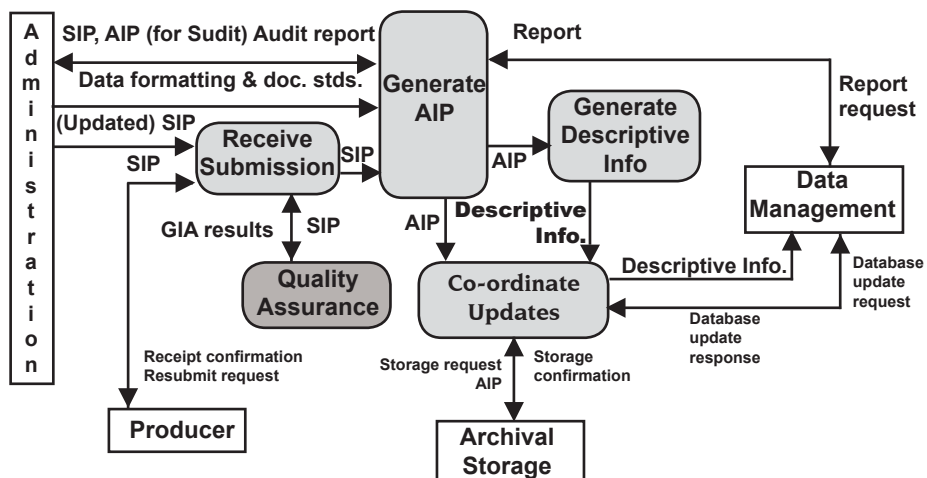 Administration
SIP, AIP (for Sudit) Audit report
Data formatting & doc. stds.
(Updated) SIP
SIP
Receive
Submission
SIP
Generate
AIP
Report
Report
request
AIP
Generate
Descriptive
Info
Data
Management
GIA results
SIP
Quality
Assurance
AIP
Descriptive
Info.
Co-ordinate
Updates
Descriptive Info.
Database
update
request
Database
update
response
Receipt confirmation
Resubmit request
Storage request
AIP
Storage
confirmation
Producer
Archival
Storage